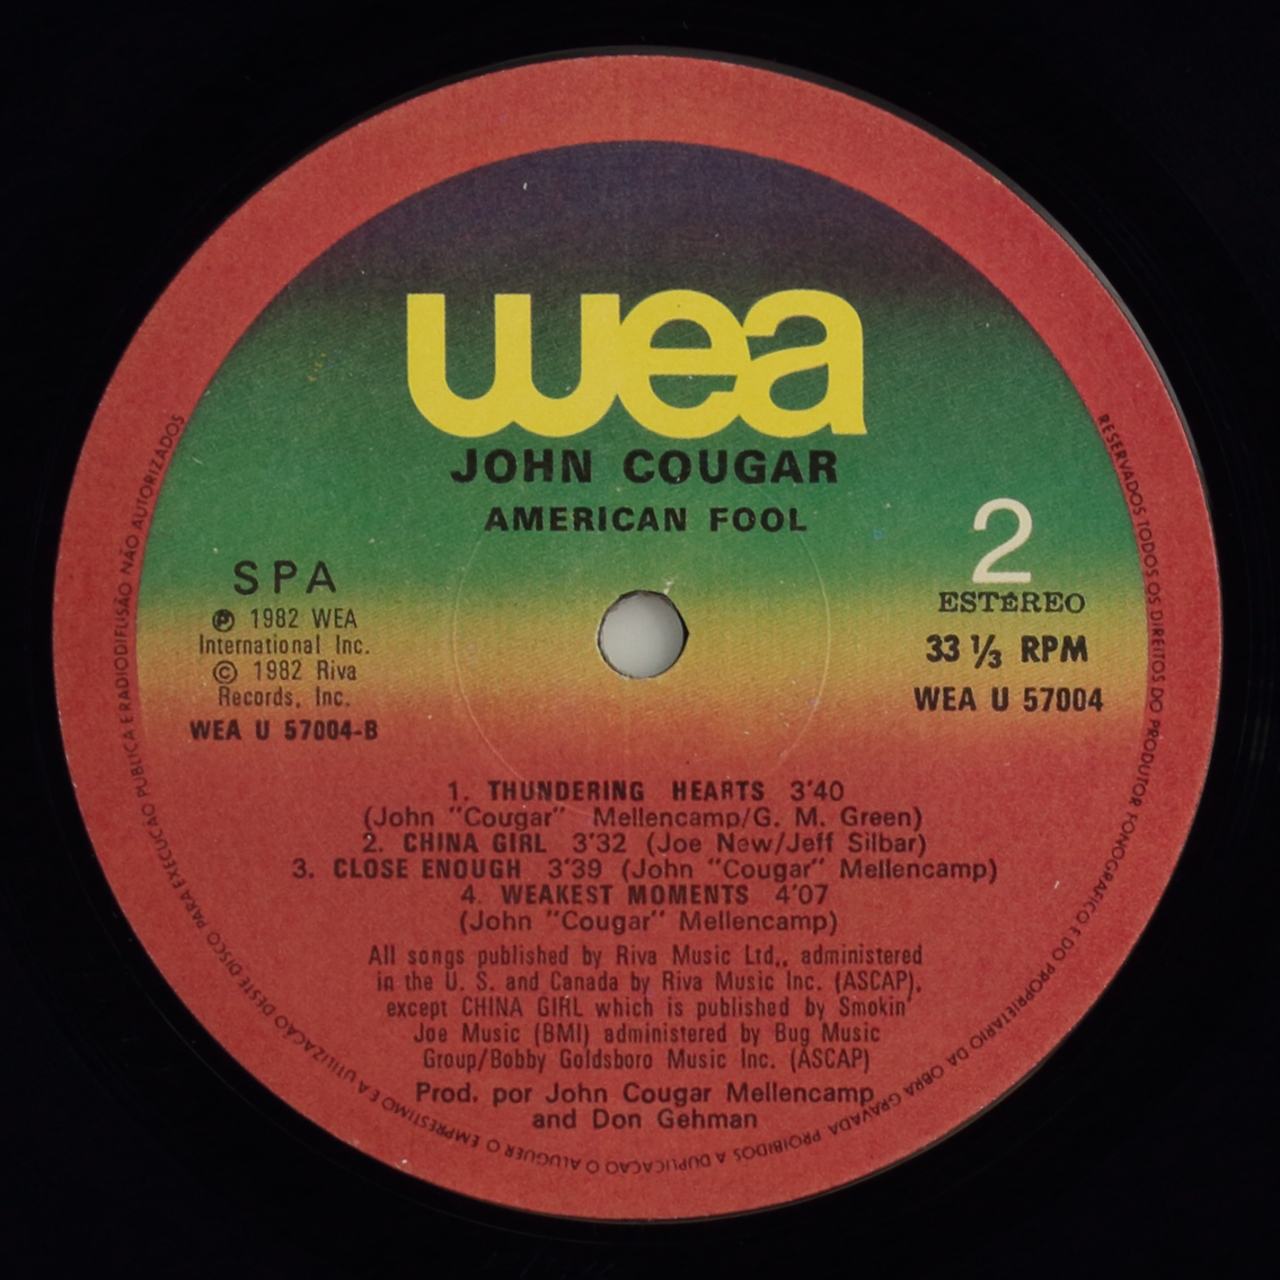 wea
JOHN COUGAR
AMERICAN FOOL
2
ESTÉREO
33 ⅓ RPM
WEA U 57004
SPA
Ⓟ 1982 WEA
International Inc.
© 1982 Riva
Records, Inc.
WEA U 57004-B
1. THUNDERING HEARTS 3'40
(John "Cougar" Mellencamp/G. M. Green)
2. CHINA GIRL 3'32 (Joe New/Jeff Silbar)
3. CLOSE ENOUGH 3'39 (John "Cougar" Mellencamp)
4. WEAKEST MOMENTS 4'07
(John "Cougar" Mellencamp)
All songs published by Riva Music Ltd,, administered
in the U. S. and Canada by Riva Music Inc. (ASCAP),
except CHINA GIRL which is published by Smokin'
Joe Music (BMI) administered by Bug Music
Group/Bobby Goldsboro Music Inc. (ASCAP)
Prod. por John Cougar Mellencamp
and Don Gehman
RESERVADOS TODOS OS DIREITOS DO PRODUTOR FONOGRAFICO E DO PROPRIETARIO DA OBRA GRAVADA PROIBIDOS A DUPLICACAO O ALUGUER O EMPRESTIMO E A UTILIZAÇÃO DESTE DISCO PARA EXECUÇAO PUBLICA E RADIODIFUSÃO NÃO AUTORIZADOS